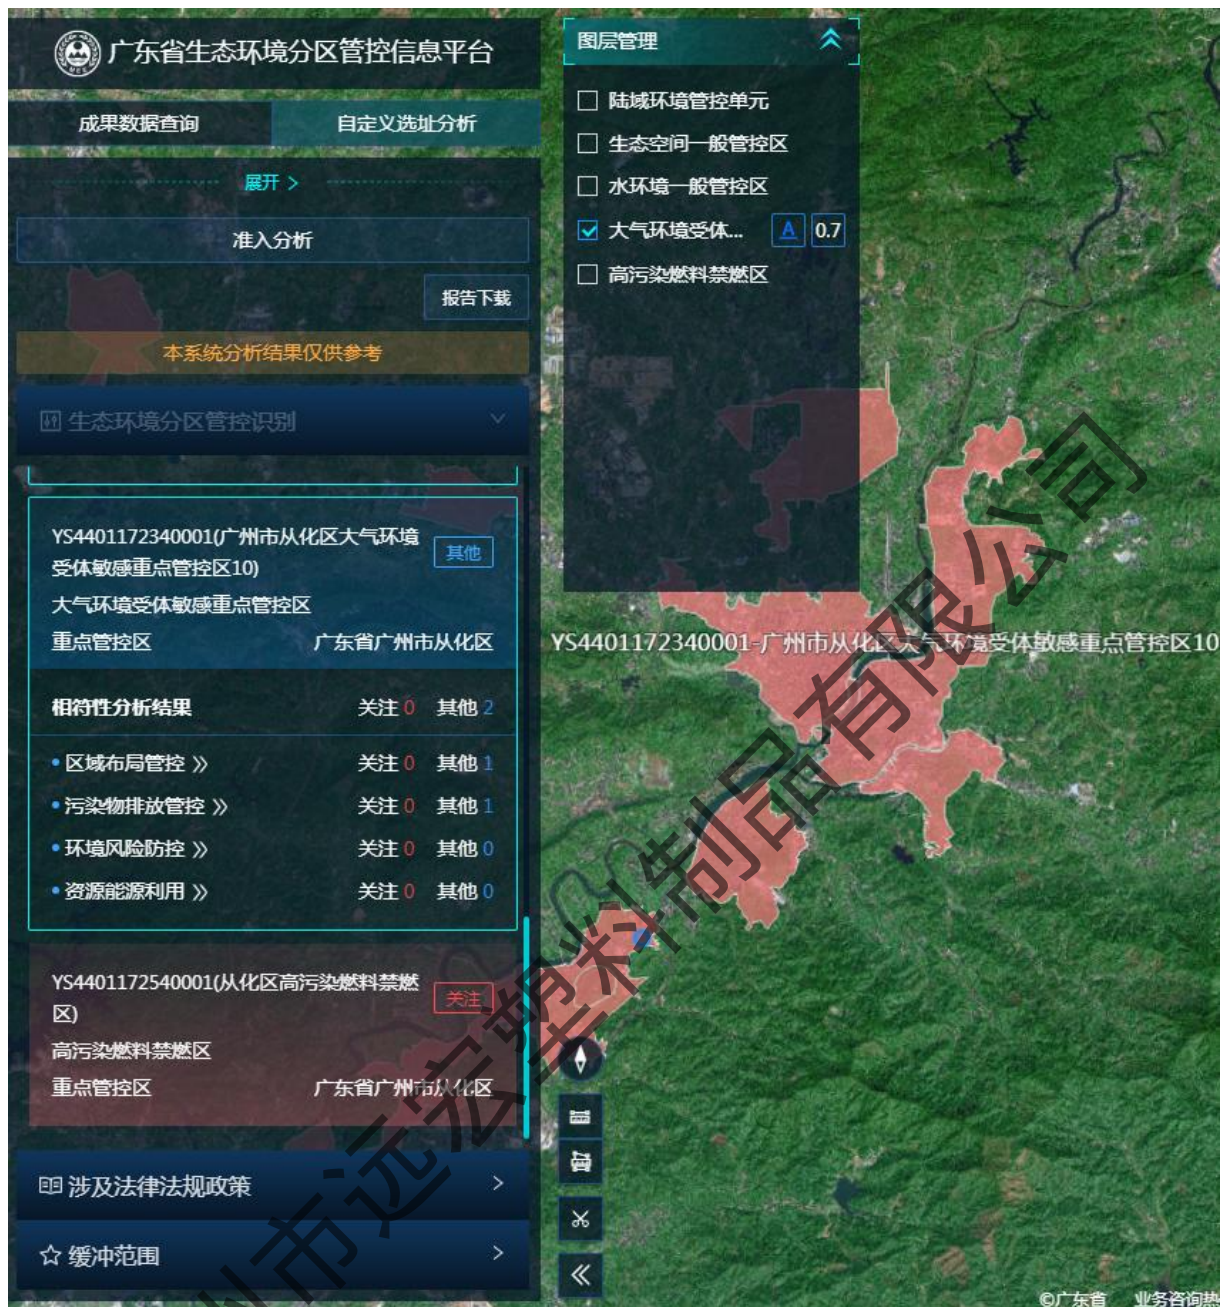 广东省生态环境分区管控信息平台
成果数据查询
自定义选址分析
展开 >
准入分析
报告下载
本系统分析结果仅供参考
生态环境分区管控识别
YS4401172340001(广州市从化区大气环境
受体敏感重点管控区10)
其他
大气环境受体敏感重点管控区
重点管控区 广东省广州市从化区
相符性分析结果 关注 0 其他 2
• 区域布局管控 » 关注 0 其他 1
• 污染物排放管控 » 关注 0 其他 1
• 环境风险防控 » 关注 0 其他 0
• 资源能源利用 » 关注 0 其他 0
YS4401172540001(从化区高污染燃料禁燃
区)
关注
高污染燃料禁燃区
重点管控区 广东省广州市从化区
涉及法律法规政策 >
缓冲范围 >
图层管理
陆域环境管控单元
生态空间一般管控区
水环境一般管控区
大气环境受体... A 0.7
高污染燃料禁燃区
YS4401172340001-广州市从化区大气环境受体敏感重点管控区10
©广东省 业务咨询热
州市远宏塑料制品有限公司